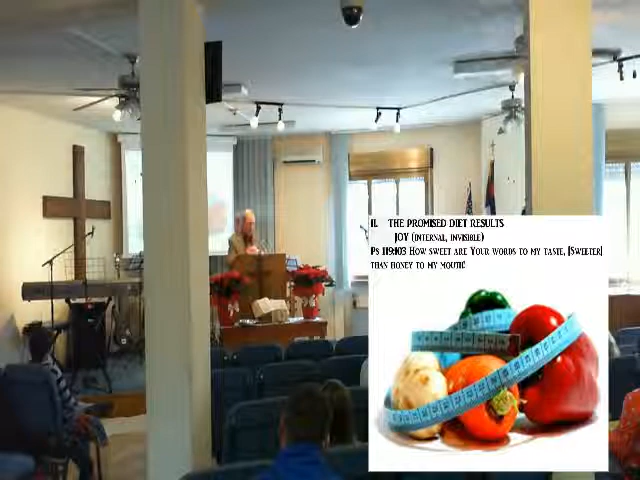 II. THE PROMISED DIET RESULTS
JOY (INTERNAL, INVISIBLE)
Ps 119:103 How sweet are Your words to my taste, [Sweeter]
than honey to my mouth!